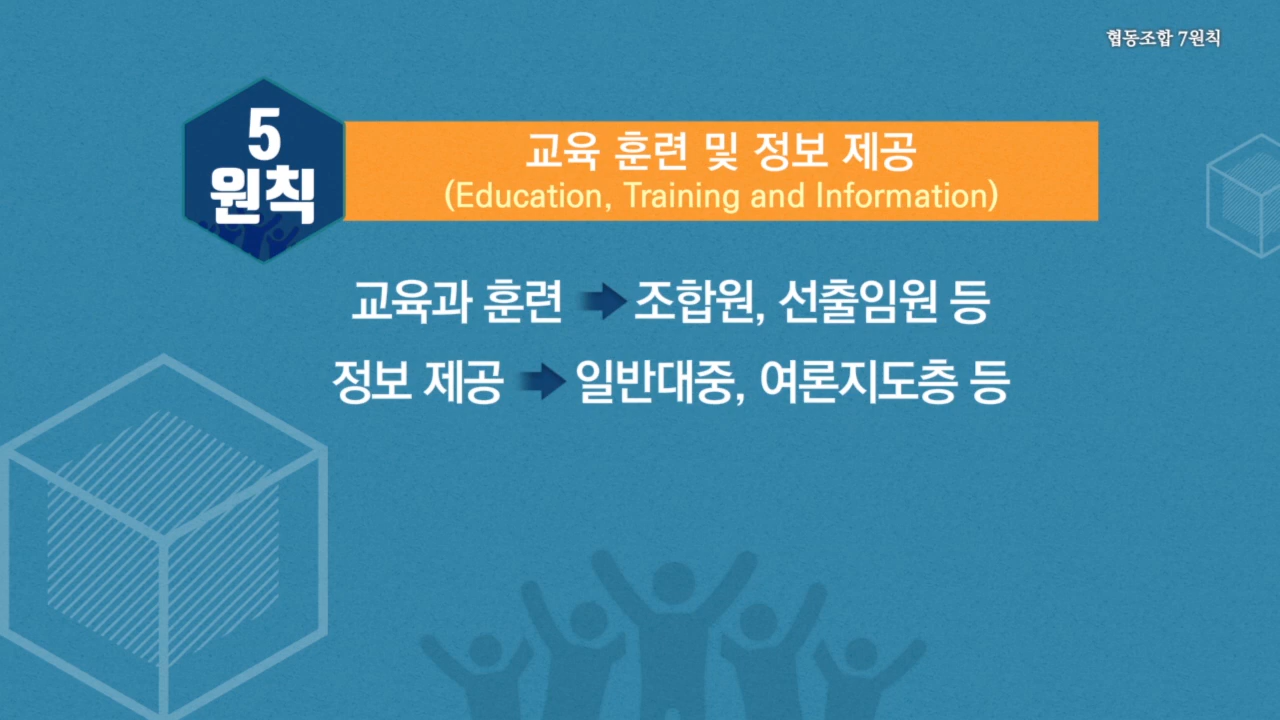 협동조합 7원칙
5
원칙
교육 훈련 및 정보 제공
(Education, Training and Information)
교육과 훈련 ➡ 조합원, 선출임원 등
정보 제공 ➡ 일반대중, 여론지도층 등